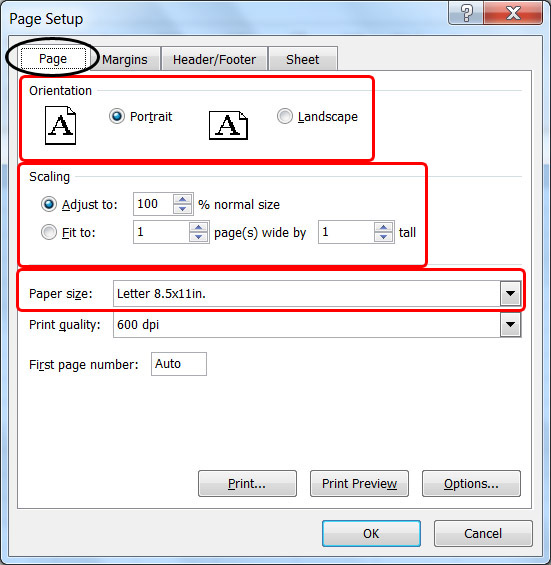 Page Setup
Page Margins Header/Footer Sheet
Orientation
A Portrait A Landscape
Scaling
Adjust to: 100 % normal size
Fit to: 1 page(s) wide by 1 tall
Paper size: Letter 8.5x11in.
Print quality: 600 dpi
First page number: Auto
Print... Print Preview Options...
OK Cancel